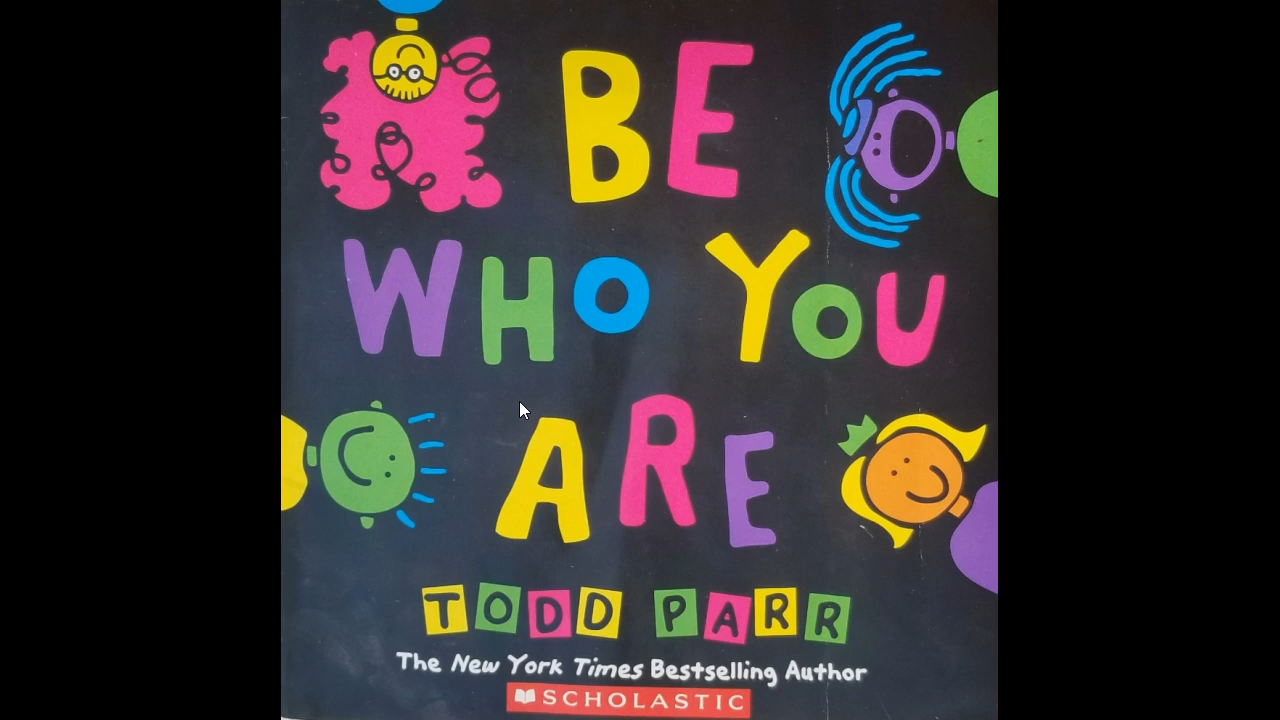 BE
WHO YOU
ARE
TODD PARR
The New York Times Bestselling Author
SCHOLASTIC